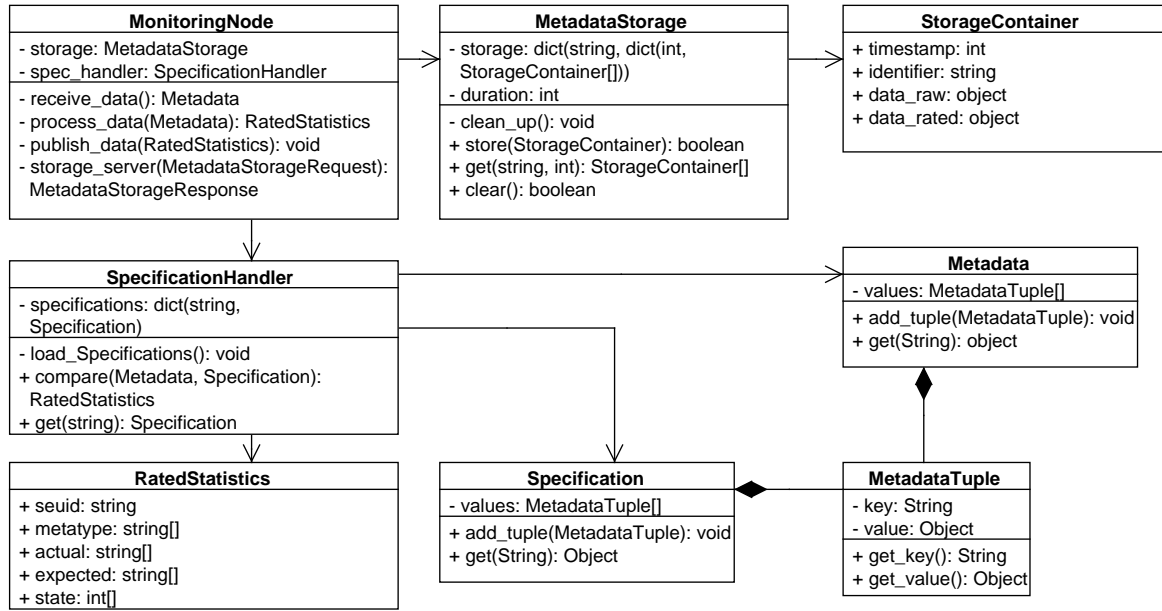 MonitoringNode
- storage: MetadataStorage
- spec_handler: SpecificationHandler
- receive_data(): Metadata
- process_data(Metadata): RatedStatistics
- publish_data(RatedStatistics): void
- storage_server(MetadataStorageRequest):
MetadataStorageResponse
MetadataStorage
- storage: dict(string, dict(int,
StorageContainer[]))
- duration: int
- clean_up(): void
+ store(StorageContainer): boolean
+ get(string, int): StorageContainer[]
+ clear(): boolean
StorageContainer
+ timestamp: int
+ identifier: string
+ data_raw: object
+ data_rated: object
SpecificationHandler
- specifications: dict(string,
Specification)
- load_Specifications(): void
+ compare(Metadata, Specification):
RatedStatistics
+ get(string): Specification
Metadata
- values: MetadataTuple[]
+ add_tuple(MetadataTuple): void
+ get(String): object
RatedStatistics
+ seuid: string
+ metatype: string[]
+ actual: string[]
+ expected: string[]
+ state: int[]
Specification
- values: MetadataTuple[]
+ add_tuple(MetadataTuple): void
+ get(String): Object
MetadataTuple
- key: String
- value: Object
+ get_key(): String
+ get_value(): Object